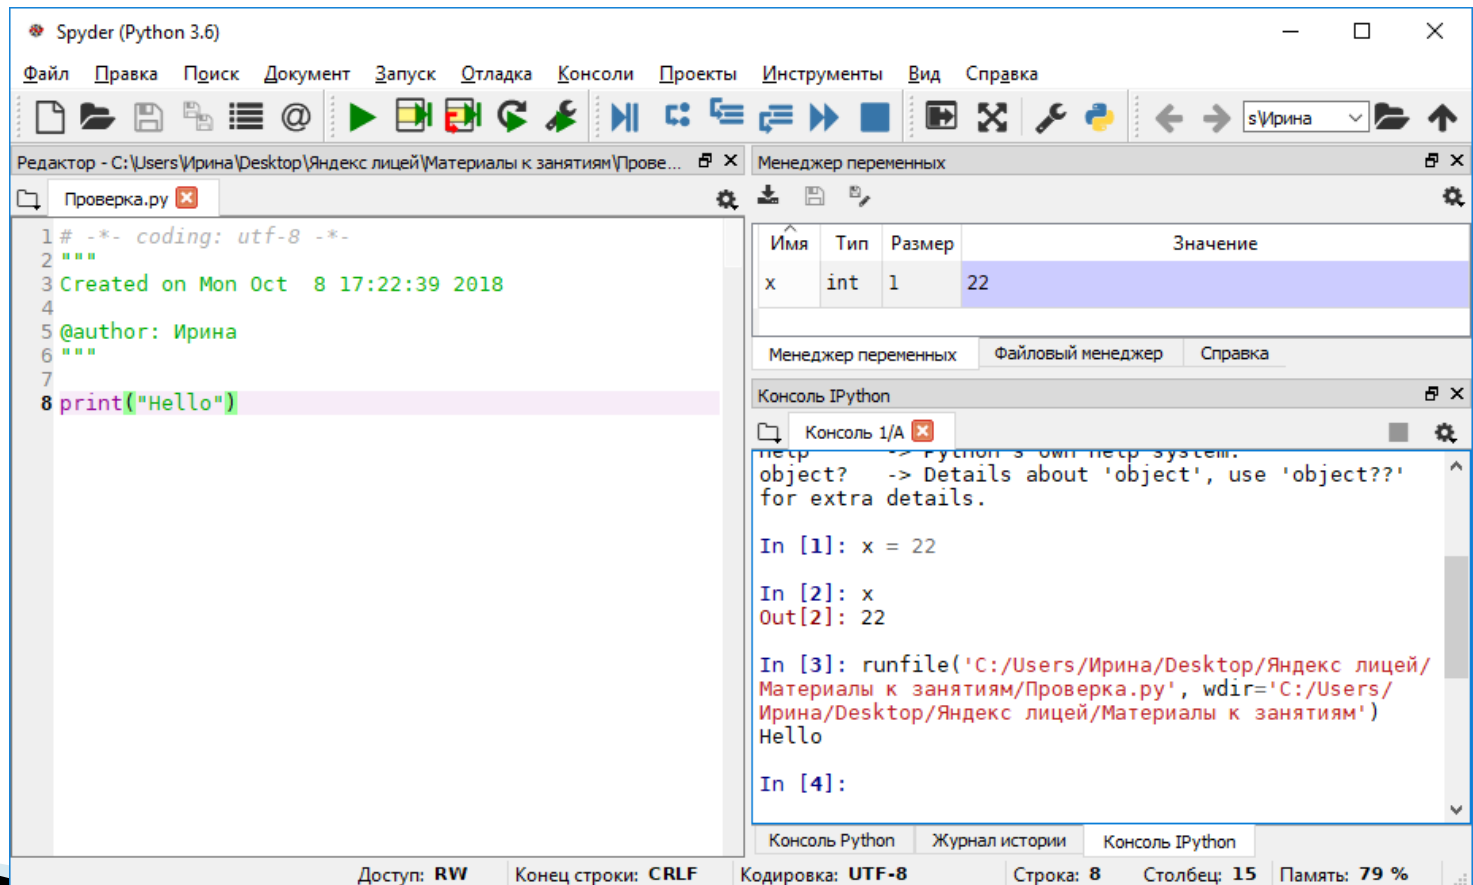 Spyder (Python 3.6)
Файл Правка Поиск Документ Запуск Отладка Консоли Проекты Инструменты Вид Справка
s\Ирина
Редактор - C:\Users\Ирина\Desktop\Яндекс лицей\Материалы к занятиям\Прове...
Проверка.py
1 # -*- coding: utf-8 -*-
2 """
3 Created on Mon Oct  8 17:22:39 2018
4
5 @author: Ирина
6 """
7
8 print("Hello")
Менеджер переменных
Имя Тип Размер Значение
x int 1 22
Менеджер переменных Файловый менеджер Справка
Консоль IPython
Консоль 1/A
help -> Python's own help system.
object? -> Details about 'object', use 'object??'
for extra details.
In [1]: x = 22
In [2]: x
Out[2]: 22
In [3]: runfile('C:/Users/Ирина/Desktop/Яндекс лицей/
Материалы к занятиям/Проверка.py', wdir='C:/Users/
Ирина/Desktop/Яндекс лицей/Материалы к занятиям')
Hello
In [4]:
Консоль Python Журнал истории Консоль IPython
Доступ: RW Конец строки: CRLF Кодировка: UTF-8 Строка: 8 Столбец: 15 Память: 79 %